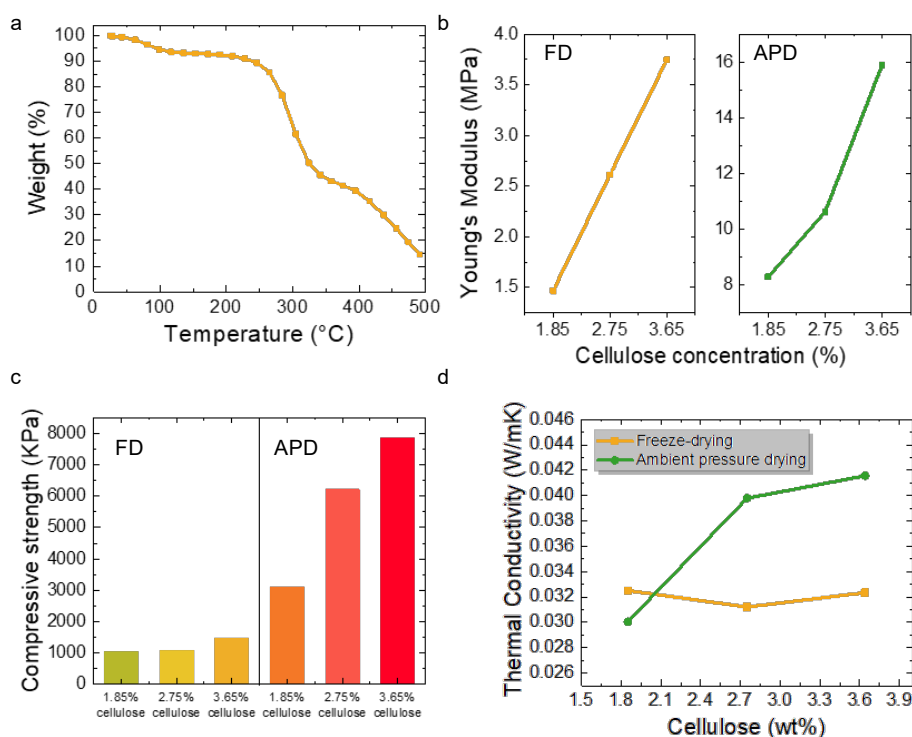 a
100
90
80
70
60
50
40
30
20
10
0
Weight (%)
0 100 200 300 400 500
Temperature (°C)
b
FD
APD
4.0
3.5
3.0
2.5
2.0
1.5
Young's Modulus (MPa)
16
14
12
10
8
1.85 2.75 3.65
1.85 2.75 3.65
Cellulose concentration (%)
c
FD
APD
8000
7000
6000
5000
4000
3000
2000
1000
0
Compressive strength (KPa)
1.85% 2.75% 3.65% 1.85% 2.75% 3.65%
cellulose cellulose cellulose cellulose cellulose cellulose
d
0.046
0.044
0.042
0.040
0.038
0.036
0.034
0.032
0.030
0.028
0.026
Thermal Conductivity (W/mK)
Freeze-drying
Ambient pressure drying
1.5 1.8 2.1 2.4 2.7 3.0 3.3 3.6 3.9
Cellulose (wt%)